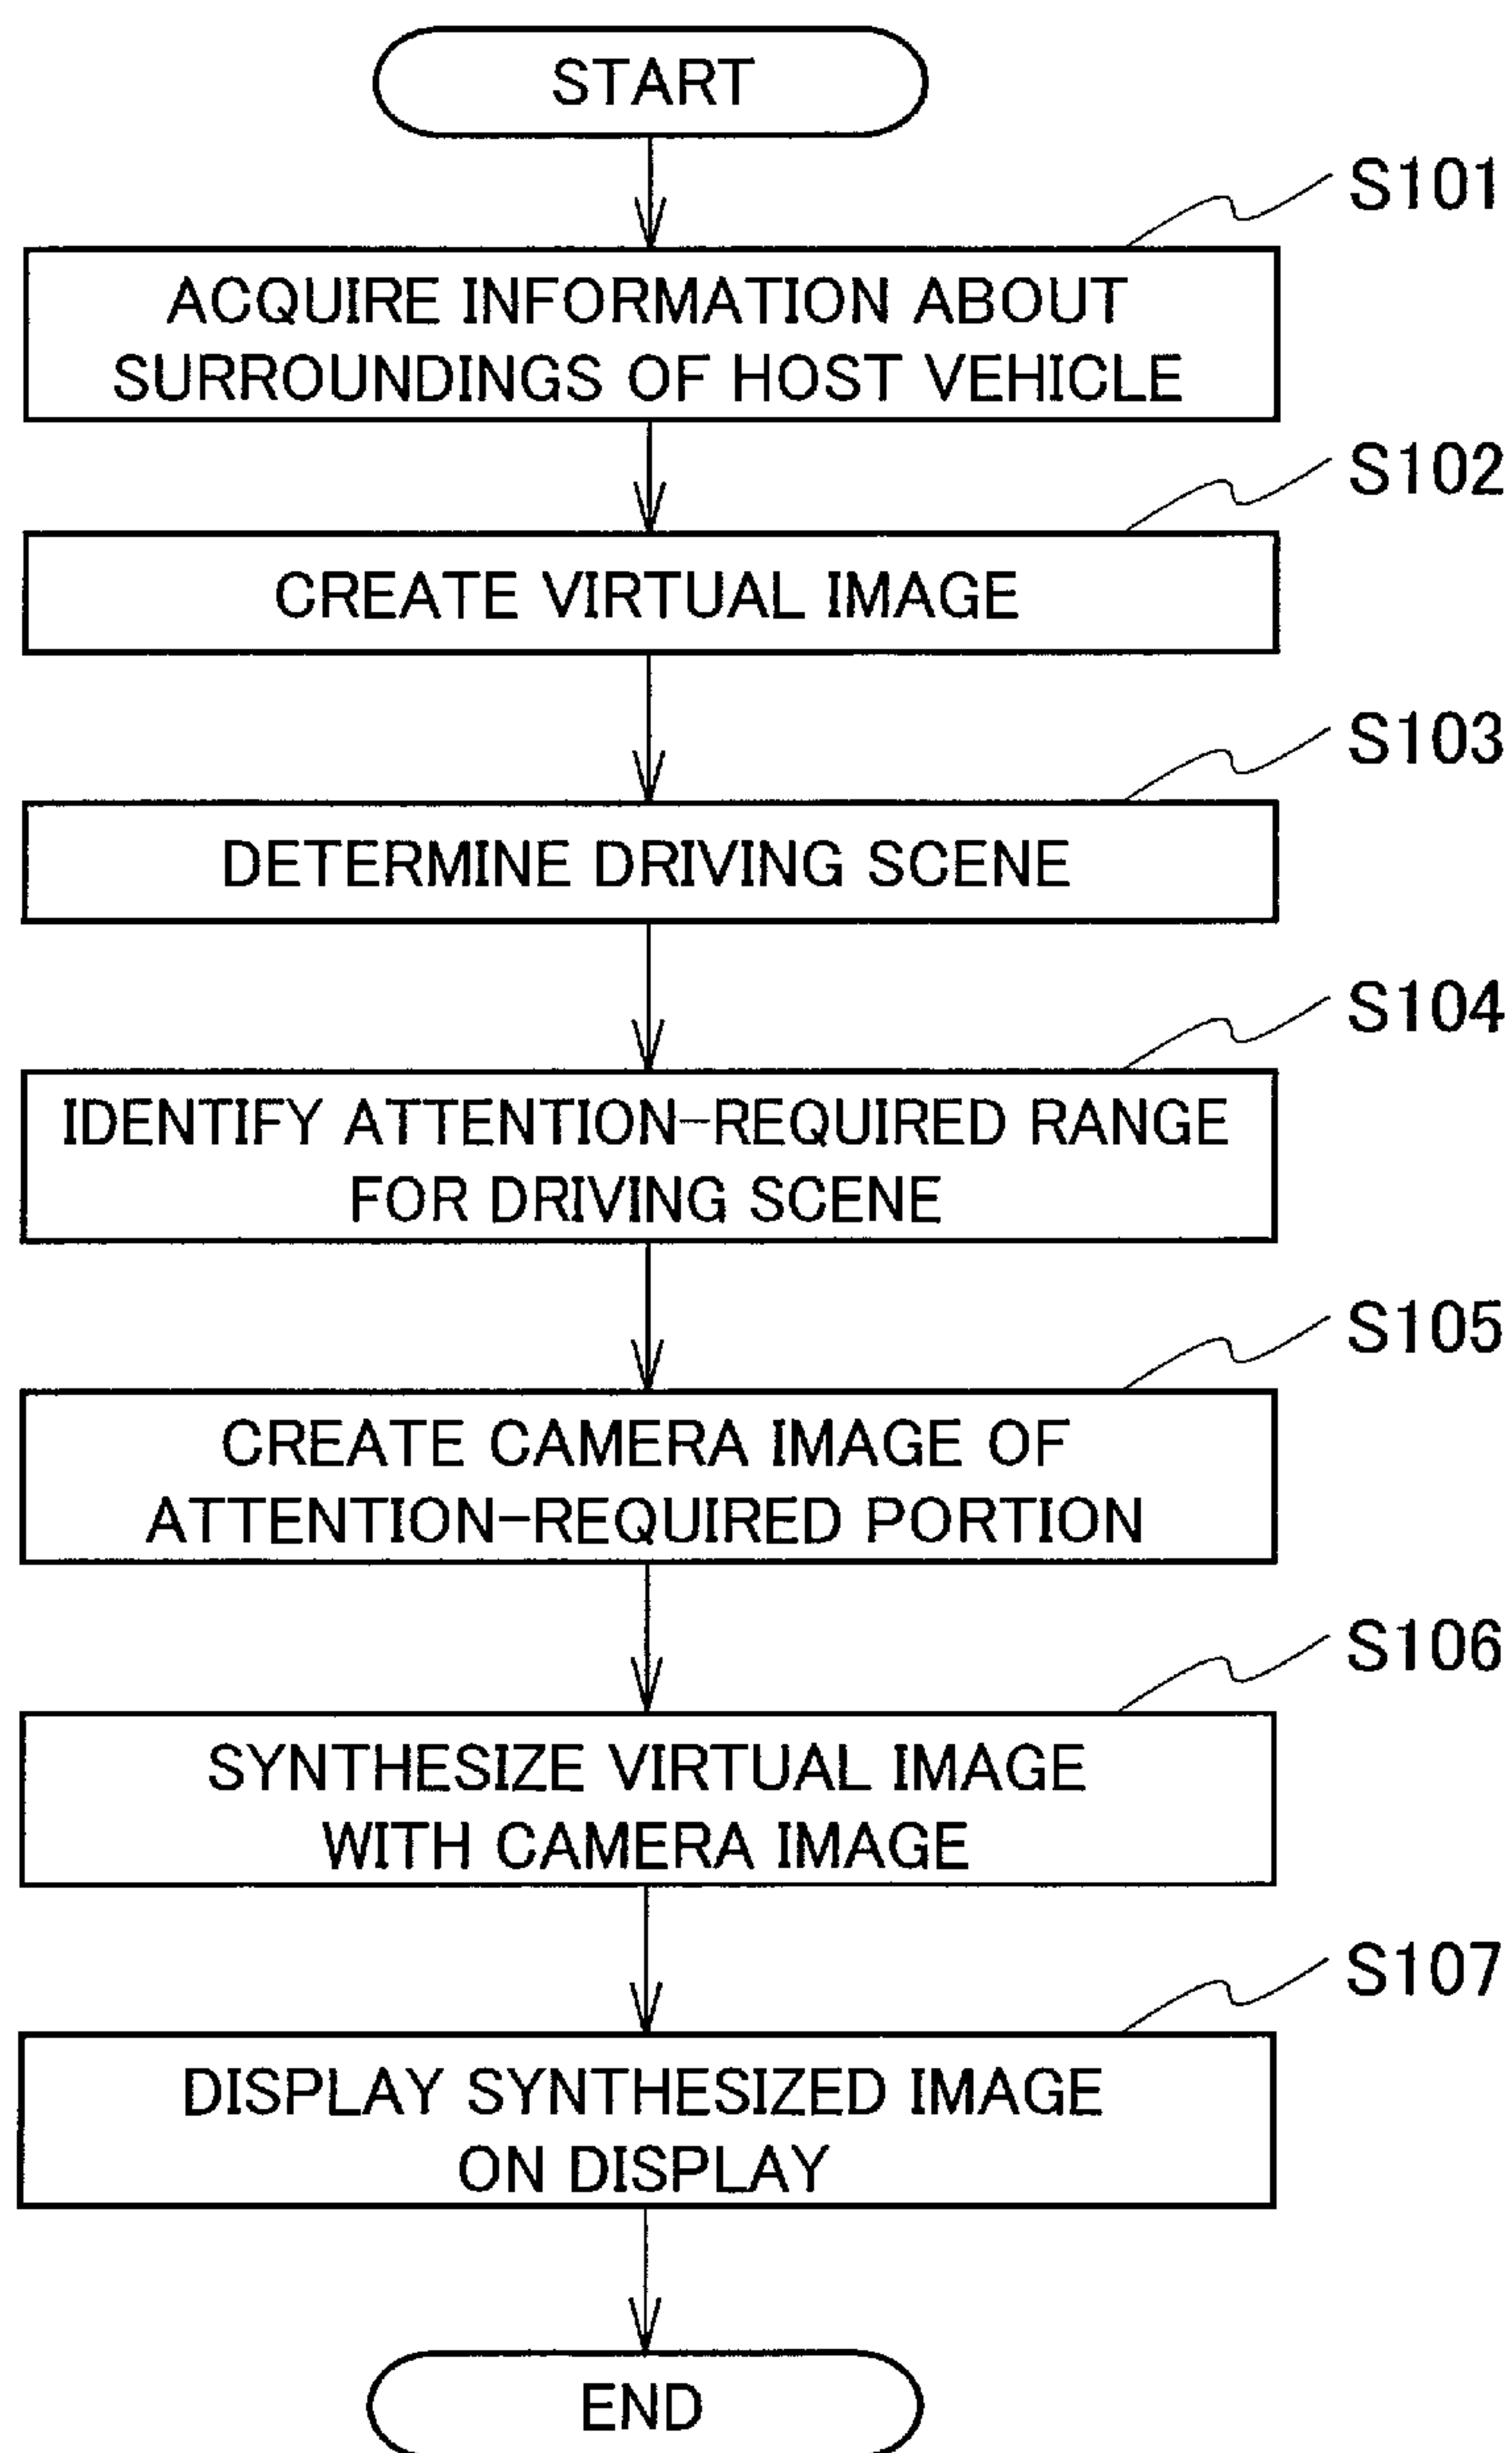 START
S101
ACQUIRE INFORMATION ABOUT
SURROUNDINGS OF HOST VEHICLE
S102
CREATE VIRTUAL IMAGE
S103
DETERMINE DRIVING SCENE
S104
IDENTIFY ATTENTION-REQUIRED RANGE
FOR DRIVING SCENE
S105
CREATE CAMERA IMAGE OF
ATTENTION-REQUIRED PORTION
S106
SYNTHESIZE VIRTUAL IMAGE
WITH CAMERA IMAGE
S107
DISPLAY SYNTHESIZED IMAGE
ON DISPLAY
END